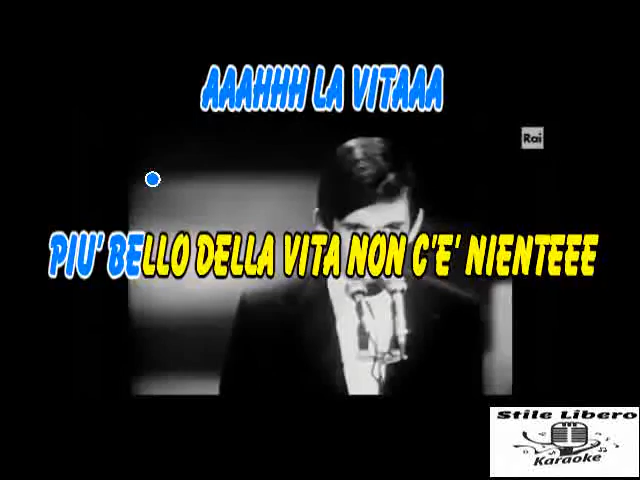 AAAHHH LA VITAAA
Rai
PIU' BELLO DELLA VITA NON C'E' NIENTEEE
Stile Libero
Karaoke